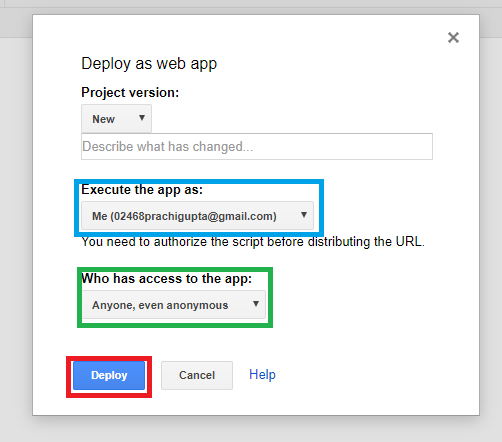 Deploy as web app
Project version:
New
Describe what has changed...
Execute the app as:
Me (02468prachigupta@gmail.com)
You need to authorize the script before distributing the URL.
Who has access to the app:
Anyone, even anonymous
Deploy Cancel Help